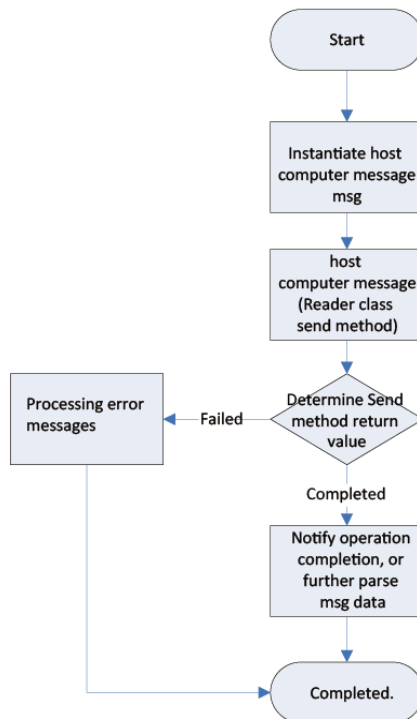 Start
Instantiate host
computer message
msg
host
computer message
(Reader class
send method)
Determine Send
method return
value
Failed
Processing error
messages
Completed
Notify operation
completion, or
further parse
msg data
Completed.